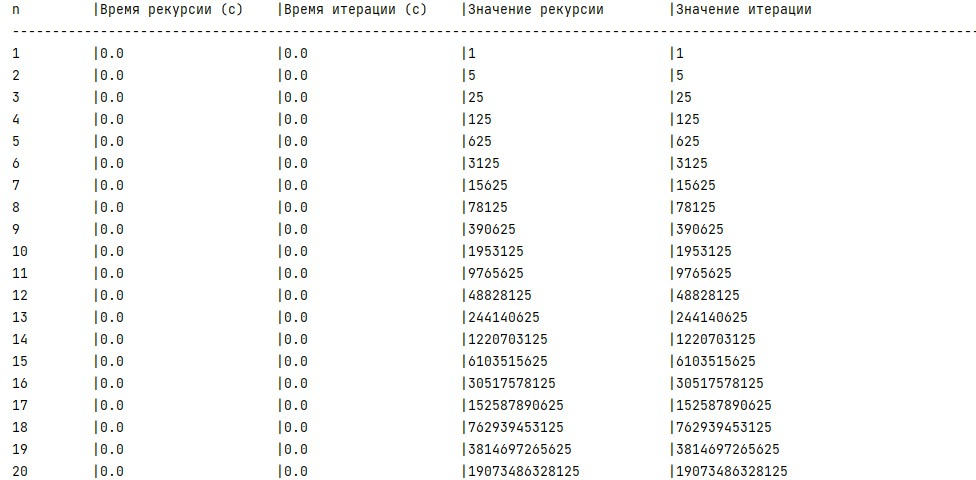 n |Время рекурсии (с) |Время итерации (с) |Значение рекурсии |Значение итерации
--------------------------------------------------------------------------------------------------------------------------
1 |0.0 |0.0 |1 |1
2 |0.0 |0.0 |5 |5
3 |0.0 |0.0 |25 |25
4 |0.0 |0.0 |125 |125
5 |0.0 |0.0 |625 |625
6 |0.0 |0.0 |3125 |3125
7 |0.0 |0.0 |15625 |15625
8 |0.0 |0.0 |78125 |78125
9 |0.0 |0.0 |390625 |390625
10 |0.0 |0.0 |1953125 |1953125
11 |0.0 |0.0 |9765625 |9765625
12 |0.0 |0.0 |48828125 |48828125
13 |0.0 |0.0 |244140625 |244140625
14 |0.0 |0.0 |1220703125 |1220703125
15 |0.0 |0.0 |6103515625 |6103515625
16 |0.0 |0.0 |30517578125 |30517578125
17 |0.0 |0.0 |152587890625 |152587890625
18 |0.0 |0.0 |762939453125 |762939453125
19 |0.0 |0.0 |3814697265625 |3814697265625
20 |0.0 |0.0 |19073486328125 |19073486328125